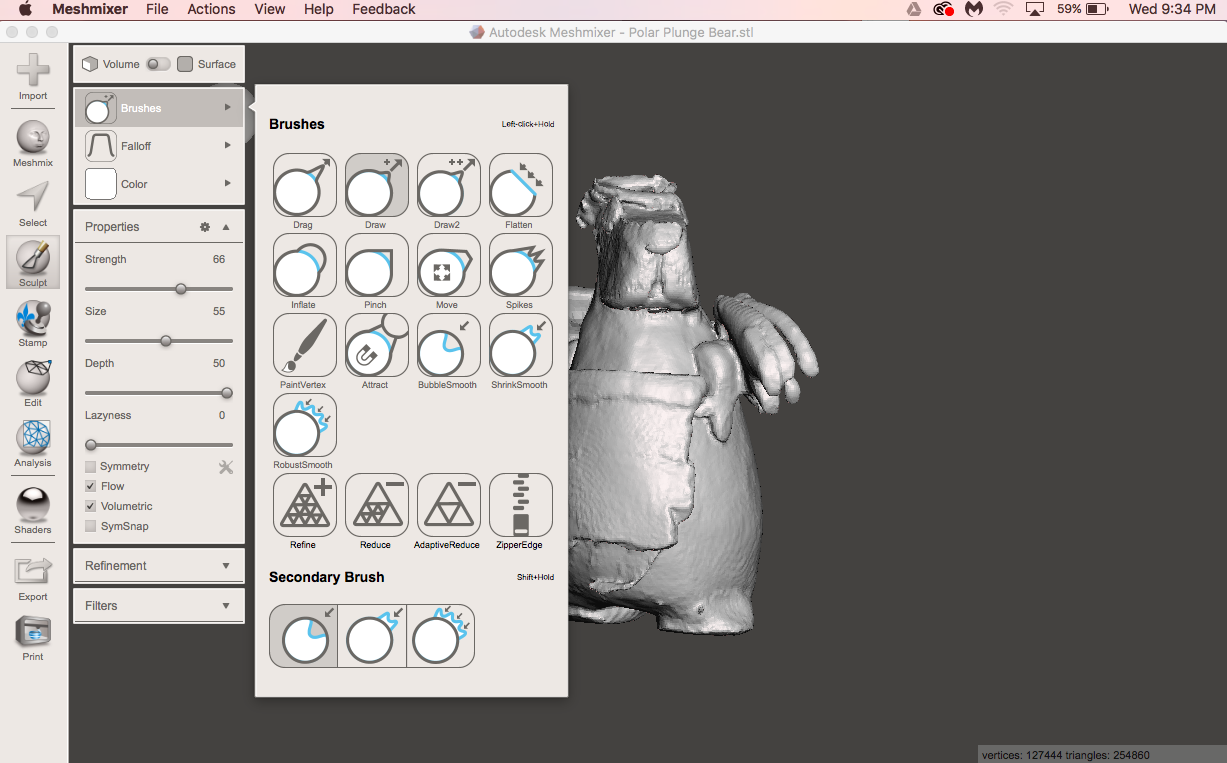 Meshmixer File Actions View Help Feedback 59% Wed 9:34 PM
Autodesk Meshmixer - Polar Plunge Bear.stl
Import
Meshmix
Select
Sculpt
Stamp
Edit
Analysis
Shaders
Export
Print
Volume Surface
Brushes
Falloff
Color
Properties
Strength 66
Size 55
Depth 50
Lazyness 0
Symmetry
Flow
Volumetric
SymSnap
Refinement
Filters
Brushes Left-click+Hold
Drag Draw Draw2 Flatten
Inflate Pinch Move Spikes
PaintVertex Attract BubbleSmooth ShrinkSmooth
RobustSmooth
Refine Reduce AdaptiveReduce ZipperEdge
Secondary Brush Shift+Hold
vertices: 127444 triangles: 254860